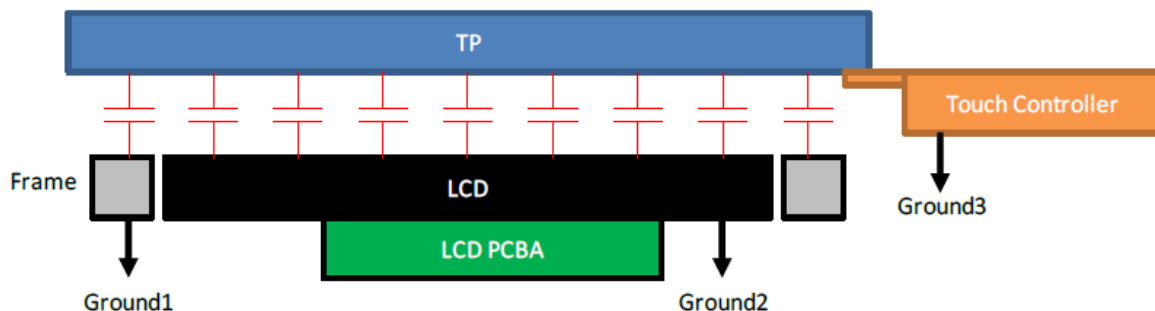 TP
Touch Controller
Frame
LCD
Ground3
LCD PCBA
Ground1
Ground2